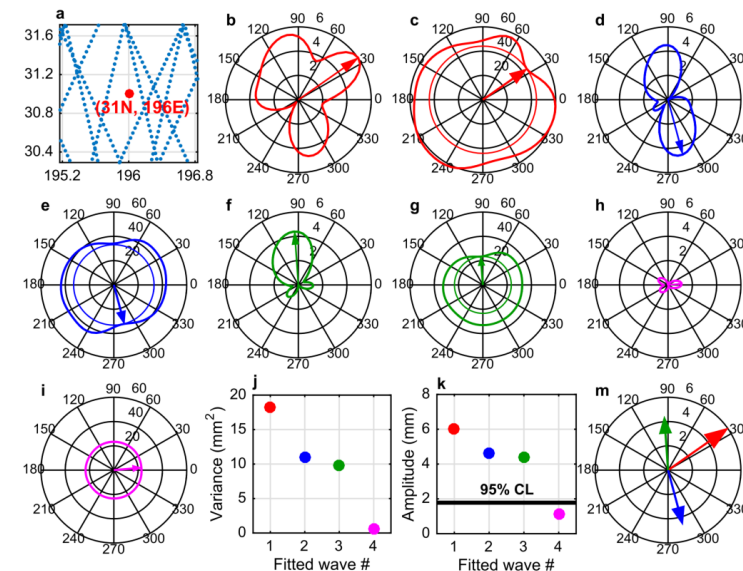 a
31.6
31.2
30.8
30.4
195.2 196 196.8
(31N, 196E)
b
90 6
120 4
150 2 30
180 0
210 330
240 300
270
c
90 60
120 40
150 20 30
180 0
210 330
240 300
270
d
90 6
120 4
150 2 30
180 0
210 330
240 300
270
e
90 60
120 40
150 20 30
180 0
210 330
240 300
270
f
90 6
120 4
150 2 30
180 0
210 330
240 300
270
g
90 60
120 40
150 20 30
180 0
210 330
240 300
270
h
90 6
120 4
150 2 30
180 0
210 330
240 300
270
i
90 60
120 40
150 20 30
180 0
210 330
240 300
270
j
Variance (mm²)
20
15
10
5
0
1 2 3 4
Fitted wave #
k
Amplitude (mm)
8
6
4
2
0
95% CL
1 2 3 4
Fitted wave #
m
90 6
120 4
150 2 30
180 0
210 330
240 300
270